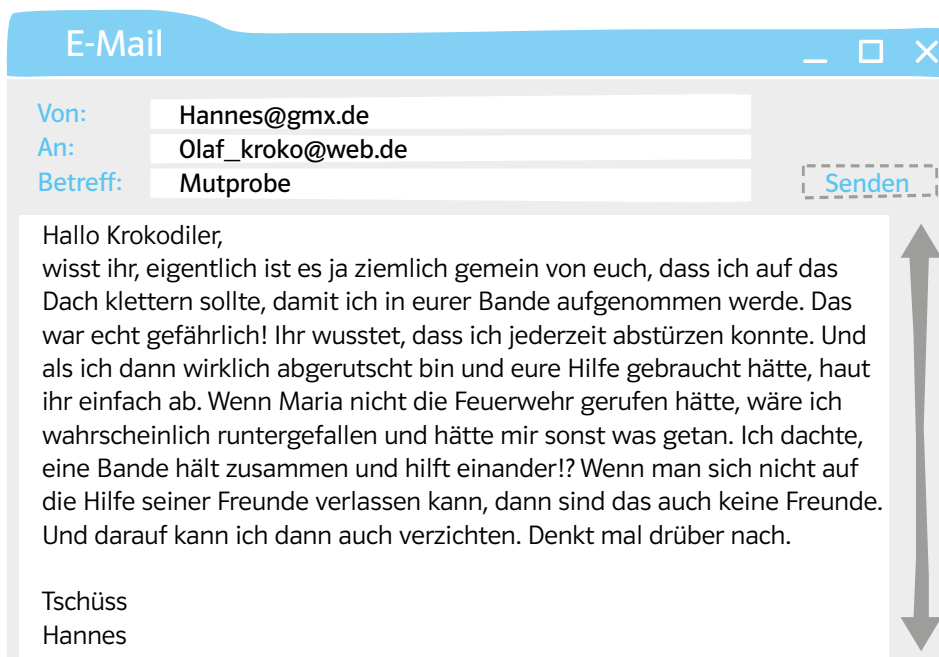 E-Mail
Von: Hannes@gmx.de
An: Olaf_kroko@web.de
Betreff: Mutprobe
Senden
Hallo Krokodiler,
wisst ihr, eigentlich ist es ja ziemlich gemein von euch, dass ich auf das
Dach klettern sollte, damit ich in eurer Bande aufgenommen werde. Das
war echt gefährlich! Ihr wusstet, dass ich jederzeit abstürzen konnte. Und
als ich dann wirklich abgerutscht bin und eure Hilfe gebraucht hätte, haut
ihr einfach ab. Wenn Maria nicht die Feuerwehr gerufen hätte, wäre ich
wahrscheinlich runtergefallen und hätte mir sonst was getan. Ich dachte,
eine Bande hält zusammen und hilft einander!? Wenn man sich nicht auf
die Hilfe seiner Freunde verlassen kann, dann sind das auch keine Freunde.
Und darauf kann ich dann auch verzichten. Denkt mal drüber nach.
Tschüss
Hannes